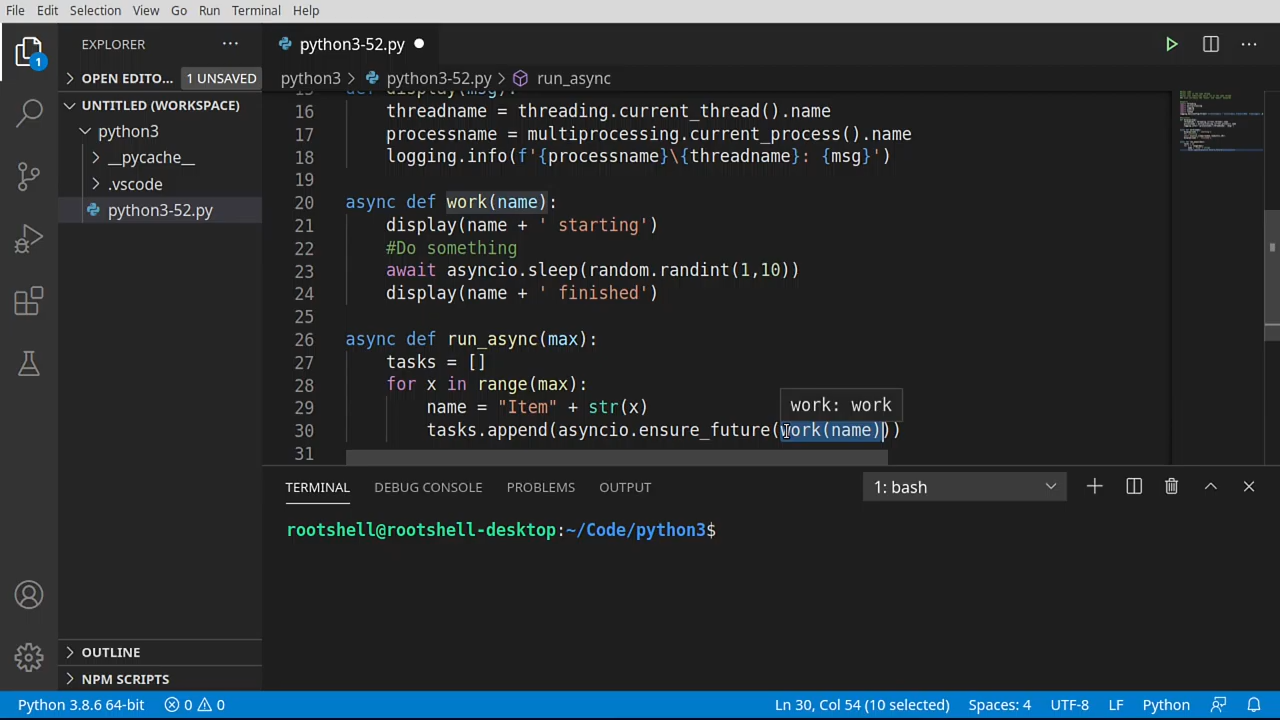 File Edit Selection View Go Run Terminal Help
EXPLORER
python3-52.py
OPEN EDITO... 1 UNSAVED
python3 > python3-52.py > run_async
1
UNTITLED (WORKSPACE)
python3
__pycache__
.vscode
python3-52.py
15 def display(msg):
16 threadname = threading.current_thread().name
17 processname = multiprocessing.current_process().name
18 logging.info(f'{processname}\{threadname}: {msg}')
19
20 async def work(name):
21 display(name + ' starting')
22 #Do something
23 await asyncio.sleep(random.randint(1,10))
24 display(name + ' finished')
25
26 async def run_async(max):
27 tasks = []
28 for x in range(max):
29 name = "Item" + str(x)
work: work
30 tasks.append(asyncio.ensure_future(work(name)))
31
TERMINAL DEBUG CONSOLE PROBLEMS OUTPUT 1: bash
rootshell@rootshell-desktop:~/Code/python3$
OUTLINE
NPM SCRIPTS
Python 3.8.6 64-bit 0 0 Ln 30, Col 54 (10 selected) Spaces: 4 UTF-8 LF Python